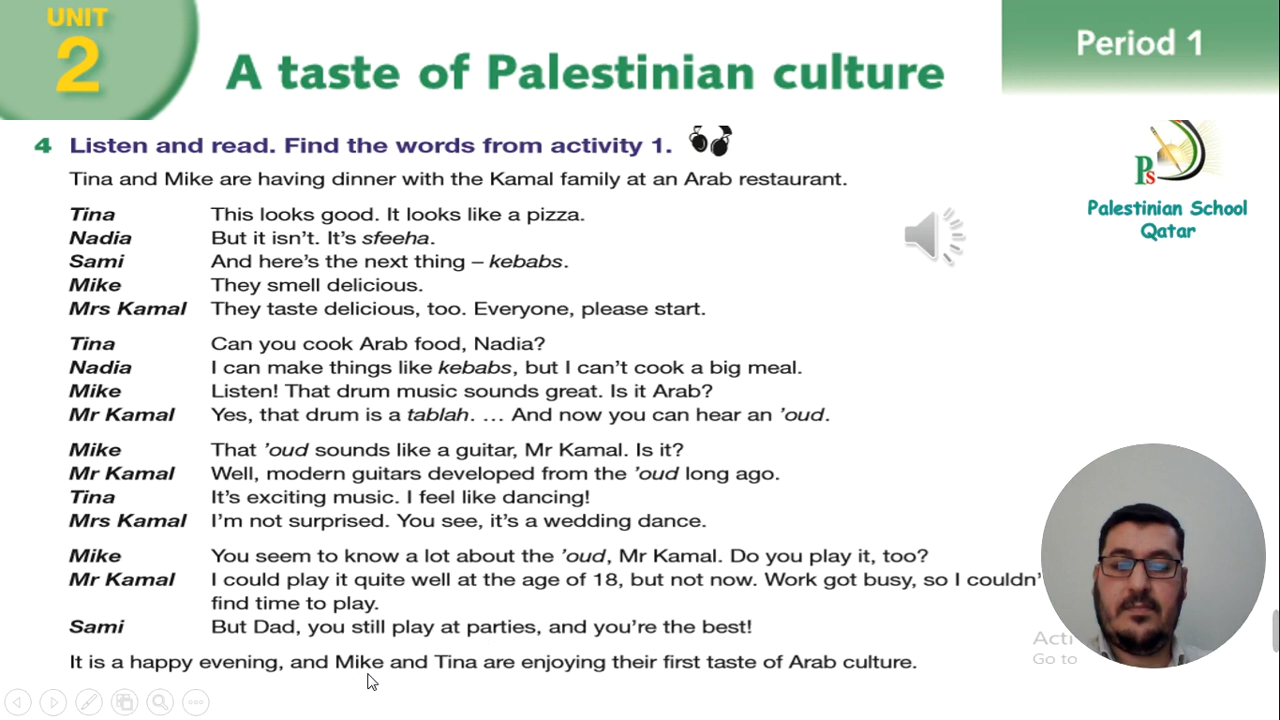 UNIT
2
A taste of Palestinian culture
Period 1
4 Listen and read. Find the words from activity 1.
Ps
Palestinian School
Qatar
Tina and Mike are having dinner with the Kamal family at an Arab restaurant.
Tina This looks good. It looks like a pizza.
Nadia But it isn't. It's sfeeha.
Sami And here's the next thing – kebabs.
Mike They smell delicious.
Mrs Kamal They taste delicious, too. Everyone, please start.
Tina Can you cook Arab food, Nadia?
Nadia I can make things like kebabs, but I can't cook a big meal.
Mike Listen! That drum music sounds great. Is it Arab?
Mr Kamal Yes, that drum is a tablah. … And now you can hear an 'oud.
Mike That 'oud sounds like a guitar, Mr Kamal. Is it?
Mr Kamal Well, modern guitars developed from the 'oud long ago.
Tina It's exciting music. I feel like dancing!
Mrs Kamal I'm not surprised. You see, it's a wedding dance.
Mike You seem to know a lot about the 'oud, Mr Kamal. Do you play it, too?
Mr Kamal I could play it quite well at the age of 18, but not now. Work got busy, so I couldn'
find time to play.
Sami But Dad, you still play at parties, and you're the best!
It is a happy evening, and Mike and Tina are enjoying their first taste of Arab culture.
Acti
Go to